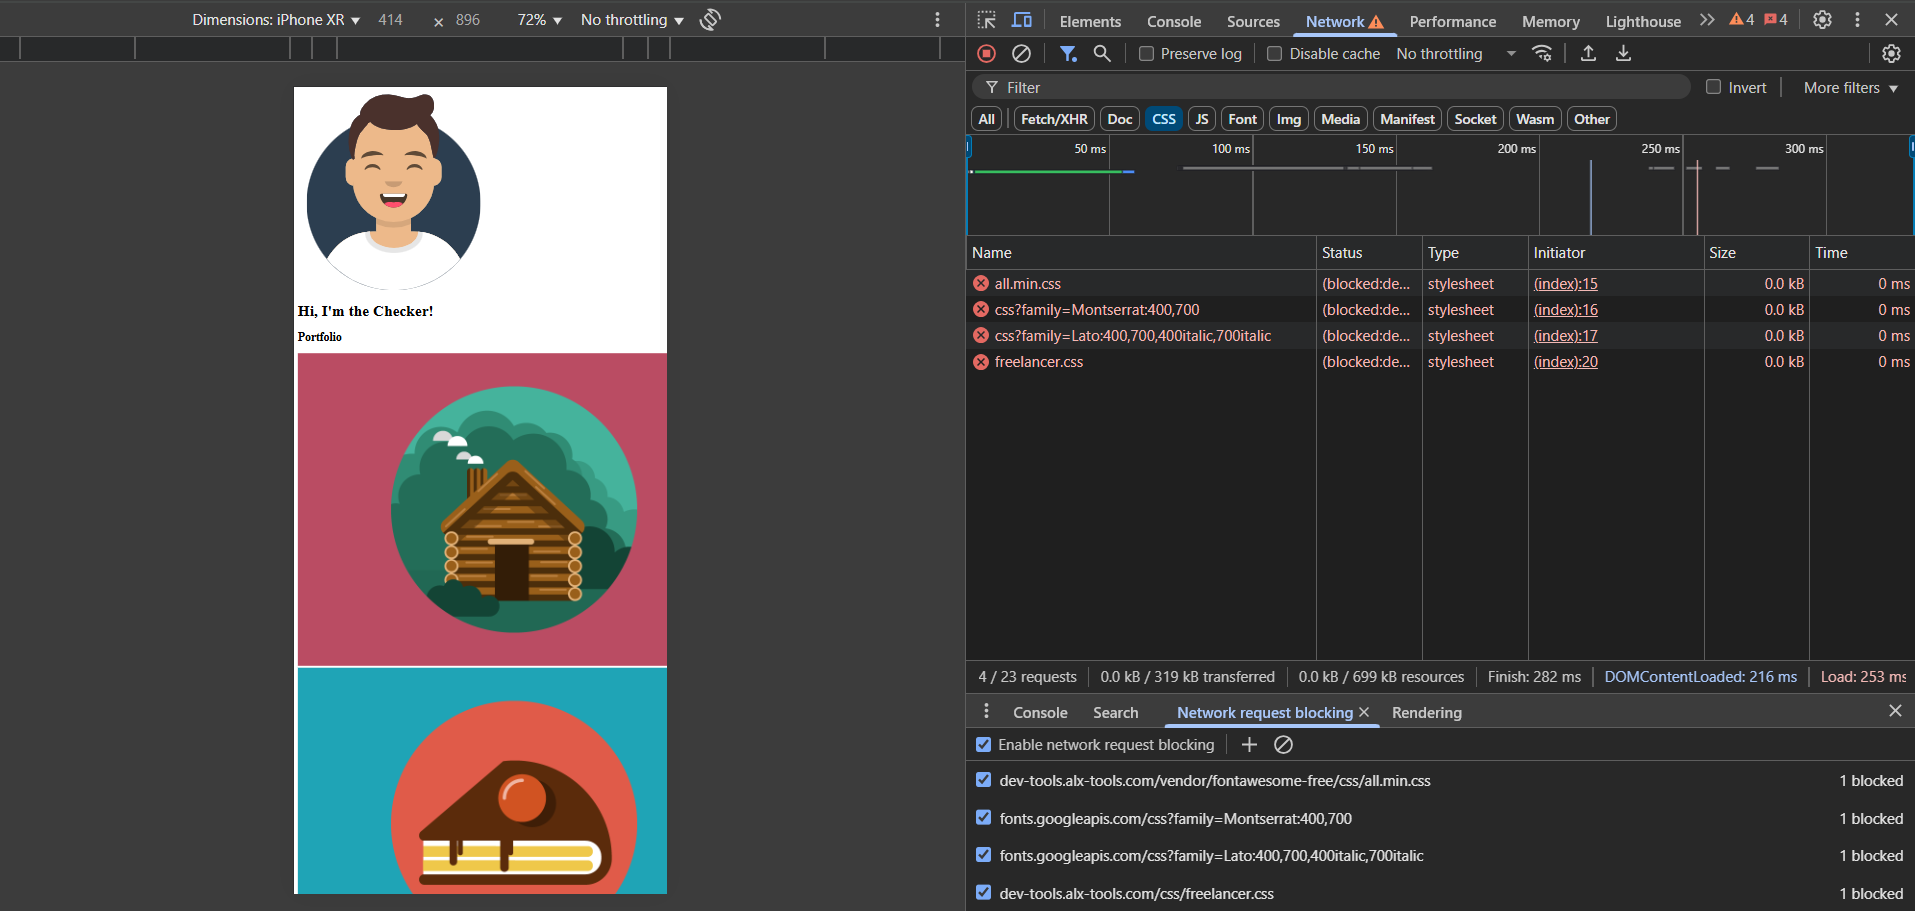 Dimensions: iPhone XR 414 × 896 72% No throttling
Elements Console Sources Network Performance Memory Lighthouse 4 4
Preserve log Disable cache No throttling
Filter Invert More filters
All Fetch/XHR Doc CSS JS Font Img Media Manifest Socket Wasm Other
50 ms 100 ms 150 ms 200 ms 250 ms 300 ms
Name Status Type Initiator Size Time
all.min.css (blocked:de... stylesheet (index):15 0.0 kB 0 ms
css?family=Montserrat:400,700 (blocked:de... stylesheet (index):16 0.0 kB 0 ms
css?family=Lato:400,700,400italic,700italic (blocked:de... stylesheet (index):17 0.0 kB 0 ms
freelancer.css (blocked:de... stylesheet (index):20 0.0 kB 0 ms
Hi, I'm the Checker!
Portfolio
4 / 23 requests 0.0 kB / 319 kB transferred 0.0 kB / 699 kB resources Finish: 282 ms DOMContentLoaded: 216 ms Load: 253 ms
Console Search Network request blocking Rendering
Enable network request blocking
dev-tools.alx-tools.com/vendor/fontawesome-free/css/all.min.css 1 blocked
fonts.googleapis.com/css?family=Montserrat:400,700 1 blocked
fonts.googleapis.com/css?family=Lato:400,700,400italic,700italic 1 blocked
dev-tools.alx-tools.com/css/freelancer.css 1 blocked